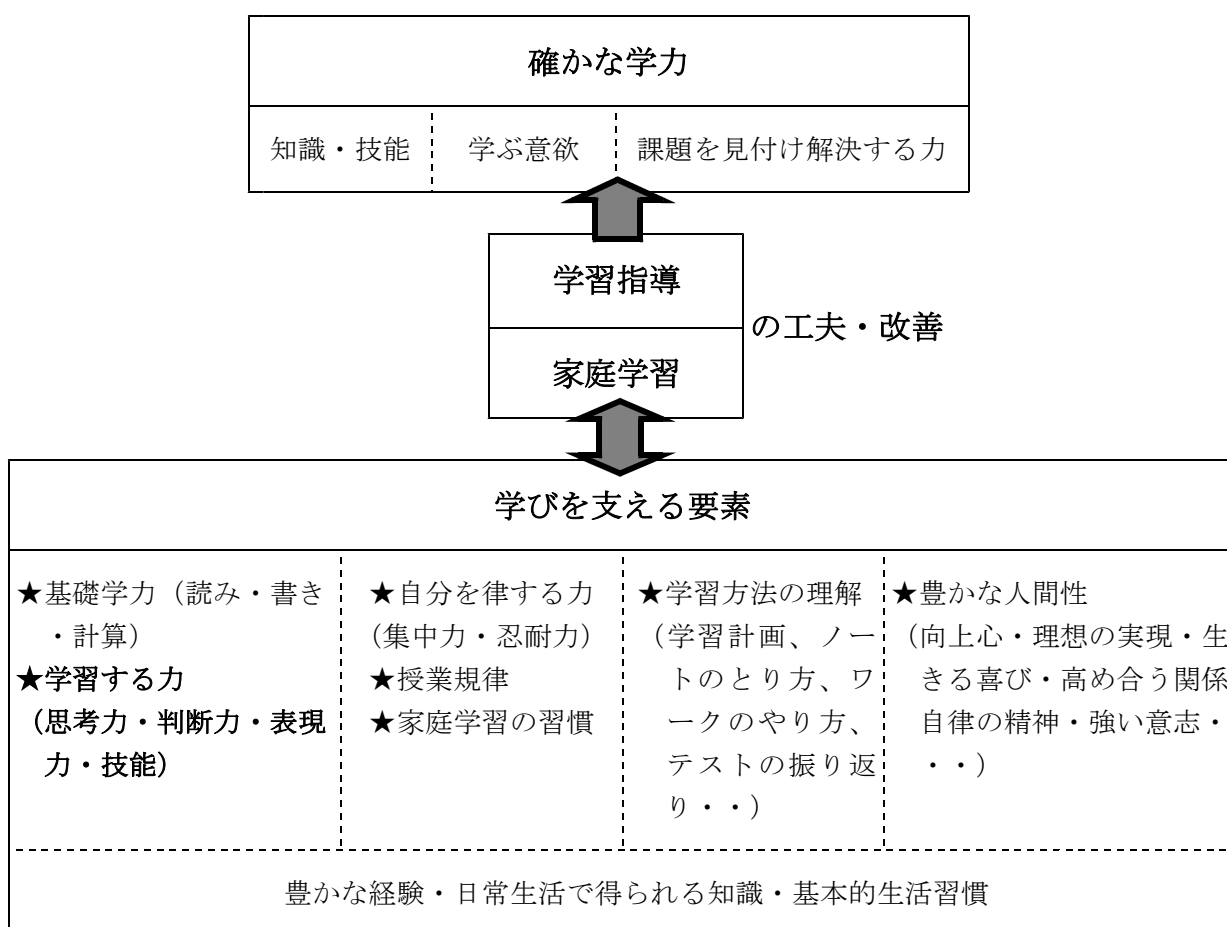 確かな学力
知識・技能
学ぶ意欲
課題を見付け解決する力
学習指導
の工夫・改善
家庭学習
学びを支える要素
★基礎学力（読み・書き
・計算）
★学習する力
（思考力・判断力・表現
力・技能）
★自分を律する力
（集中力・忍耐力）
★授業規律
★家庭学習の習慣
★学習方法の理解
（学習計画、ノー
トのとり方、ワ
ークのやり方、
テストの振り返
り・・）
★豊かな人間性
（向上心・理想の実現・生
きる喜び・高め合う関係
自律の精神・強い意志・
・・）
豊かな経験・日常生活で得られる知識・基本的生活習慣